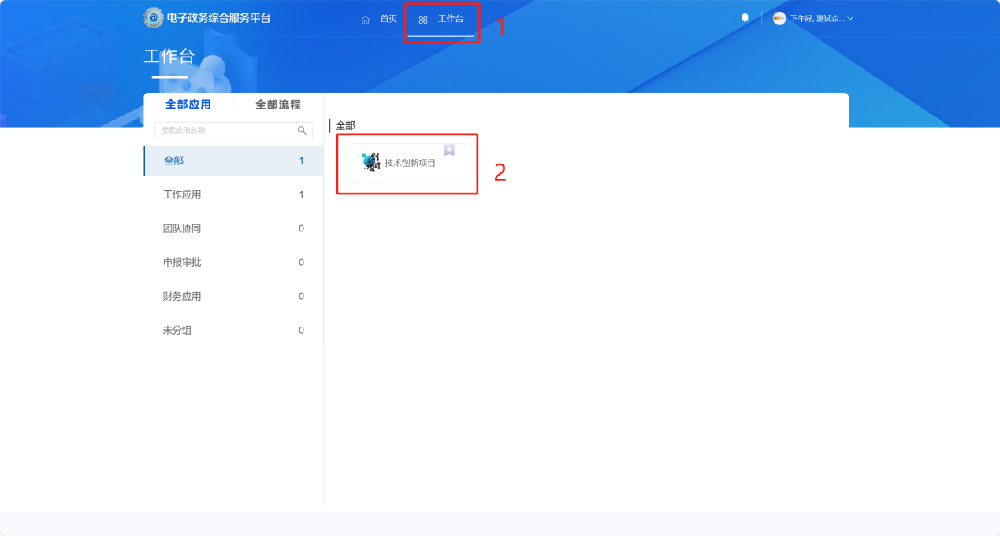 电子政务综合服务平台
首页
工作台
1
下午好, 测试企...
工作台
全部应用
全部流程
搜索应用名称
全部
全部 1
技术创新项目
2
工作应用 1
团队协同 0
申报审批 0
财务应用 0
未分组 0